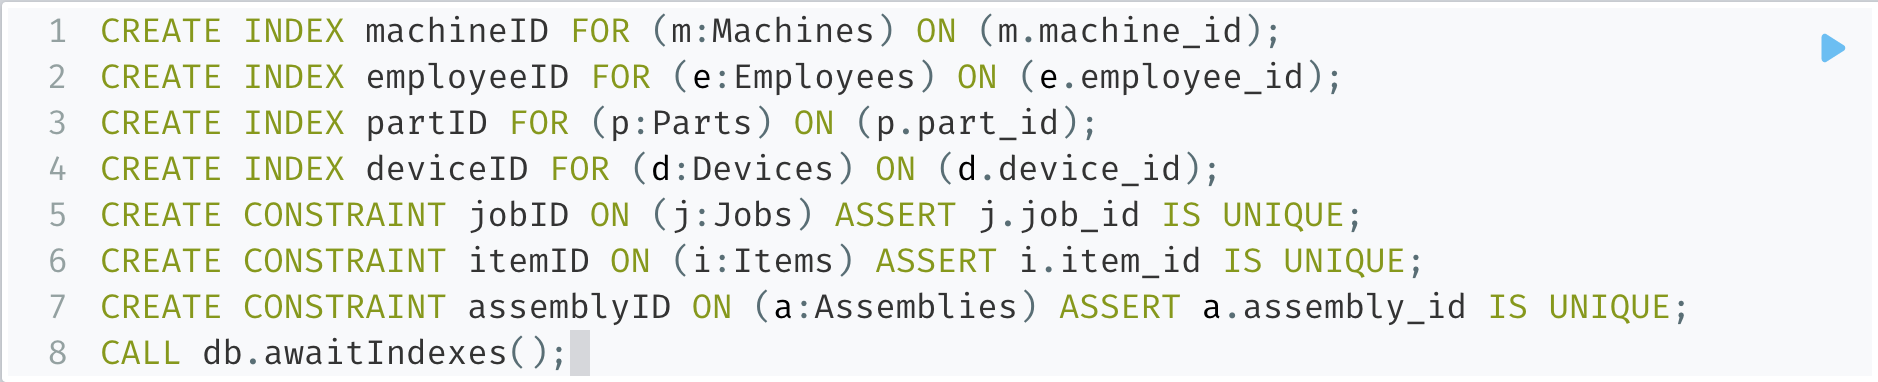 1 CREATE INDEX machineID FOR (m:Machines) ON (m.machine_id);
2 CREATE INDEX employeeID FOR (e:Employees) ON (e.employee_id);
3 CREATE INDEX partID FOR (p:Parts) ON (p.part_id);
4 CREATE INDEX deviceID FOR (d:Devices) ON (d.device_id);
5 CREATE CONSTRAINT jobID ON (j:Jobs) ASSERT j.job_id IS UNIQUE;
6 CREATE CONSTRAINT itemID ON (i:Items) ASSERT i.item_id IS UNIQUE;
7 CREATE CONSTRAINT assemblyID ON (a:Assemblies) ASSERT a.assembly_id IS UNIQUE;
8 CALL db.awaitIndexes();